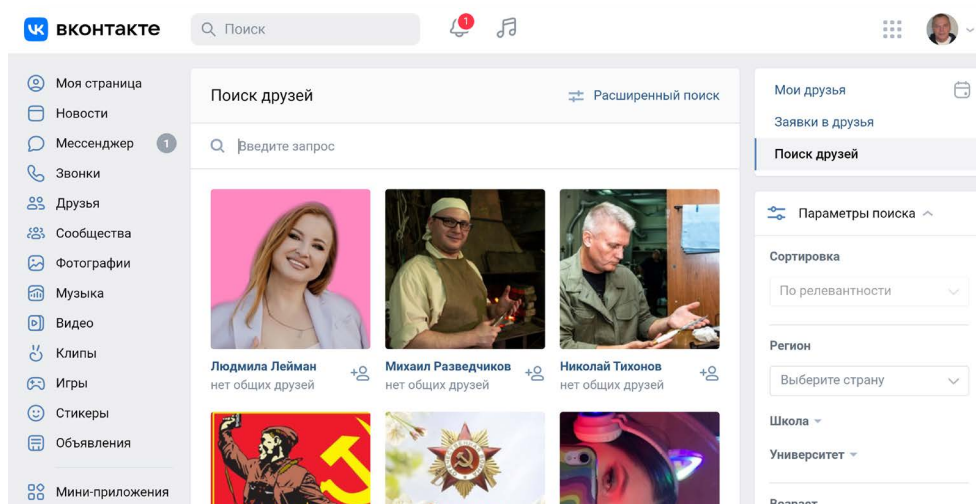 вконтакте
Поиск
1
Моя страница
Новости
Мессенджер 1
Звонки
Друзья
Сообщества
Фотографии
Музыка
Видео
Клипы
Игры
Стикеры
Объявления
Мини-приложения
Поиск друзей
Расширенный поиск
Введите запрос
Людмила Лейман
нет общих друзей
Михаил Разведчиков
нет общих друзей
Николай Тихонов
нет общих друзей
Мои друзья
Заявки в друзья
Поиск друзей
Параметры поиска
Сортировка
По релевантности
Регион
Выберите страну
Школа
Университет
Возраст